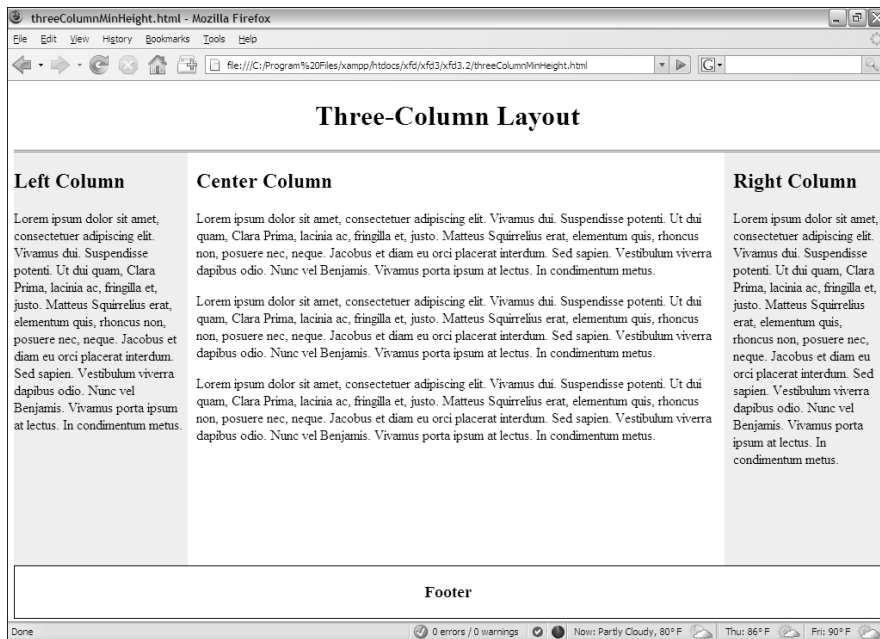 threeColumnMinHeight.html - Mozilla Firefox
File Edit View History Bookmarks Tools Help
file:///C:/Program%20Files/xampp/htdocs/xfd/xfd3/xfd3.2/threeColumnMinHeight.html
G
Three-Column Layout
Left Column
Lorem ipsum dolor sit amet,
consectetuer adipiscing elit.
Vivamus dui. Suspendisse
potenti. Ut dui quam, Clara
Prima, lacinia ac, fringilla et,
justo. Matteus Squirrelius erat,
elementum quis, rhoncus non,
posuere nec, neque. Jacobus et
diam eu orci placerat interdum.
Sed sapien. Vestibulum viverra
dapibus odio. Nunc vel
Benjamis. Vivamus porta ipsum
at lectus. In condimentum metus.
Center Column
Lorem ipsum dolor sit amet, consectetuer adipiscing elit. Vivamus dui. Suspendisse potenti. Ut dui
quam, Clara Prima, lacinia ac, fringilla et, justo. Matteus Squirrelius erat, elementum quis, rhoncus
non, posuere nec, neque. Jacobus et diam eu orci placerat interdum. Sed sapien. Vestibulum viverra
dapibus odio. Nunc vel Benjamis. Vivamus porta ipsum at lectus. In condimentum metus.
Lorem ipsum dolor sit amet, consectetuer adipiscing elit. Vivamus dui. Suspendisse potenti. Ut dui
quam, Clara Prima, lacinia ac, fringilla et, justo. Matteus Squirrelius erat, elementum quis, rhoncus
non, posuere nec, neque. Jacobus et diam eu orci placerat interdum. Sed sapien. Vestibulum viverra
dapibus odio. Nunc vel Benjamis. Vivamus porta ipsum at lectus. In condimentum metus.
Lorem ipsum dolor sit amet, consectetuer adipiscing elit. Vivamus dui. Suspendisse potenti. Ut dui
quam, Clara Prima, lacinia ac, fringilla et, justo. Matteus Squirrelius erat, elementum quis, rhoncus
non, posuere nec, neque. Jacobus et diam eu orci placerat interdum. Sed sapien. Vestibulum viverra
dapibus odio. Nunc vel Benjamis. Vivamus porta ipsum at lectus. In condimentum metus.
Right Column
Lorem ipsum dolor sit amet,
consectetuer adipiscing elit.
Vivamus dui. Suspendisse
potenti. Ut dui quam, Clara
Prima, lacinia ac, fringilla et,
justo. Matteus Squirrelius
erat, elementum quis,
rhoncus non, posuere nec,
neque. Jacobus et diam eu
orci placerat interdum. Sed
sapien. Vestibulum viverra
dapibus odio. Nunc vel
Benjamis. Vivamus porta
ipsum at lectus. In
condimentum metus.
Footer
Done 0 errors / 0 warnings Now: Partly Cloudy, 80° F Thu: 86° F Fri: 90° F